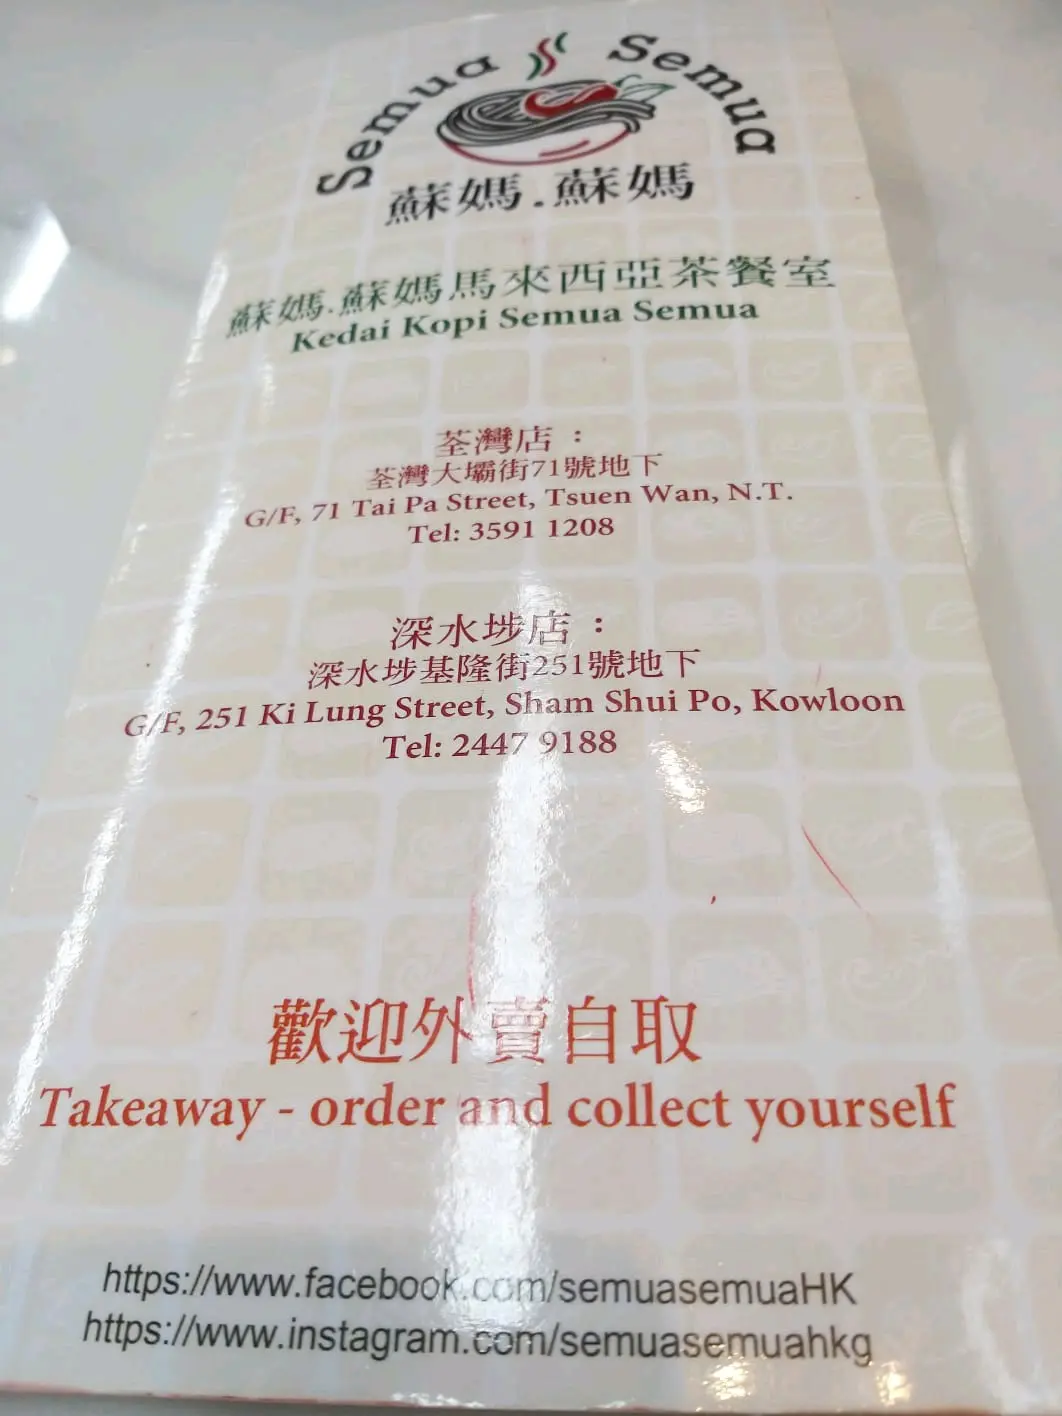 Semua Semua
蘇媽.蘇媽
蘇媽.蘇媽馬來西亞茶餐室
Kedai Kopi Semua Semua
荃灣店：
荃灣大壩街71號地下
G/F, 71 Tai Pa Street, Tsuen Wan, N.T.
Tel: 3591 1208
深水埗店：
深水埗基隆街251號地下
G/F, 251 Ki Lung Street, Sham Shui Po, Kowloon
Tel: 2447 9188
歡迎外賣自取
Takeaway - order and collect yourself
https://www.facebook.com/semuasemuaHK
https://www.instagram.com/semuasemuahkg